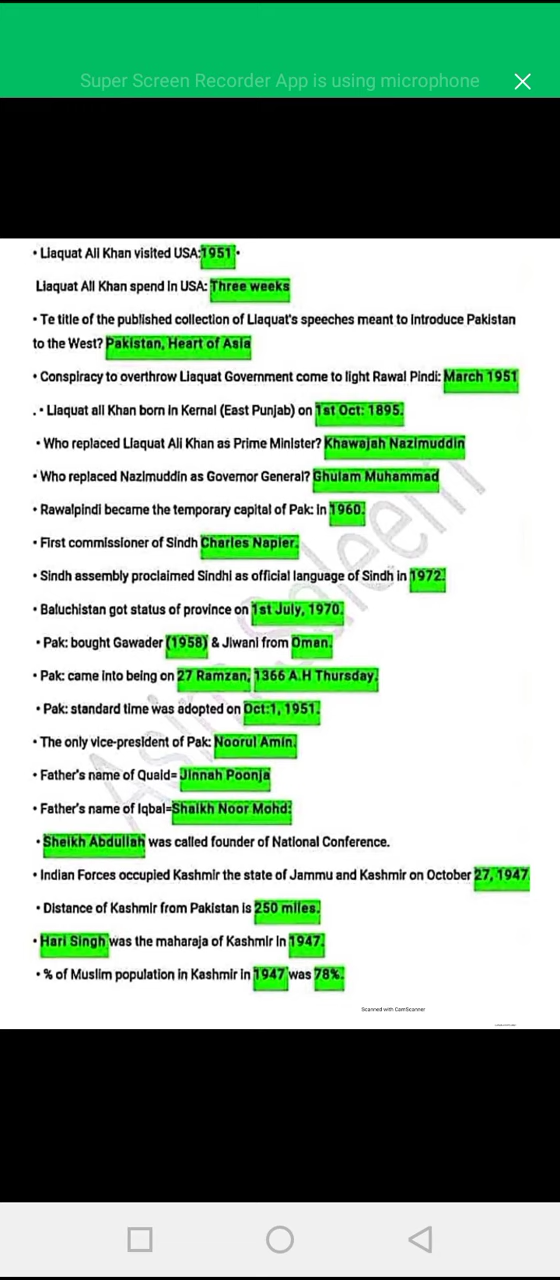 Super Screen Recorder App is using microphone
• Liaquat Ali Khan visited USA:1951 •
Liaquat Ali Khan spend in USA: Three weeks
• Te title of the published collection of Liaquat's speeches meant to introduce Pakistan
to the West? Pakistan, Heart of Asia
• Conspiracy to overthrow Liaquat Government come to light Rawal Pindi: March 1951
. • Liaquat ali Khan born in Kernal (East Punjab) on 1st Oct: 1895.
• Who replaced Liaquat Ali Khan as Prime Minister? Khawajah Nazimuddin
• Who replaced Nazimuddin as Governor General? Ghulam Muhammad
• Rawalpindi became the temporary capital of Pak: in 1960.
• First commissioner of Sindh Charles Napier.
• Sindh assembly proclaimed Sindhi as official language of Sindh in 1972.
• Baluchistan got status of province on 1st July, 1970.
• Pak: bought Gawader (1958) & Jiwani from Oman.
• Pak: came into being on 27 Ramzan, 1366 A.H Thursday.
• Pak: standard time was adopted on Oct:1, 1951.
• The only vice-president of Pak: Noorul Amin.
• Father's name of Quaid= Jinnah Poonja
• Father's name of Iqbal=Shaikh Noor Mohd:
• Sheikh Abdullah was called founder of National Conference.
• Indian Forces occupied Kashmir the state of Jammu and Kashmir on October 27, 1947
• Distance of Kashmir from Pakistan is 250 miles.
• Hari Singh was the maharaja of Kashmir in 1947.
• % of Muslim population in Kashmir in 1947 was 78%.
Asim Saleem
Scanned with CamScanner